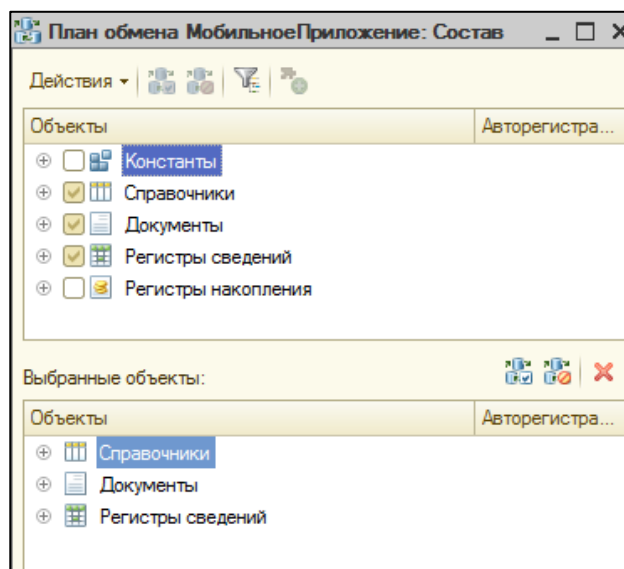 План обмена МобильноеПриложение: Состав
Действия
Объекты Авторегистра...
Константы
Справочники
Документы
Регистры сведений
Регистры накопления
Выбранные объекты:
Объекты Авторегистра...
Справочники
Документы
Регистры сведений